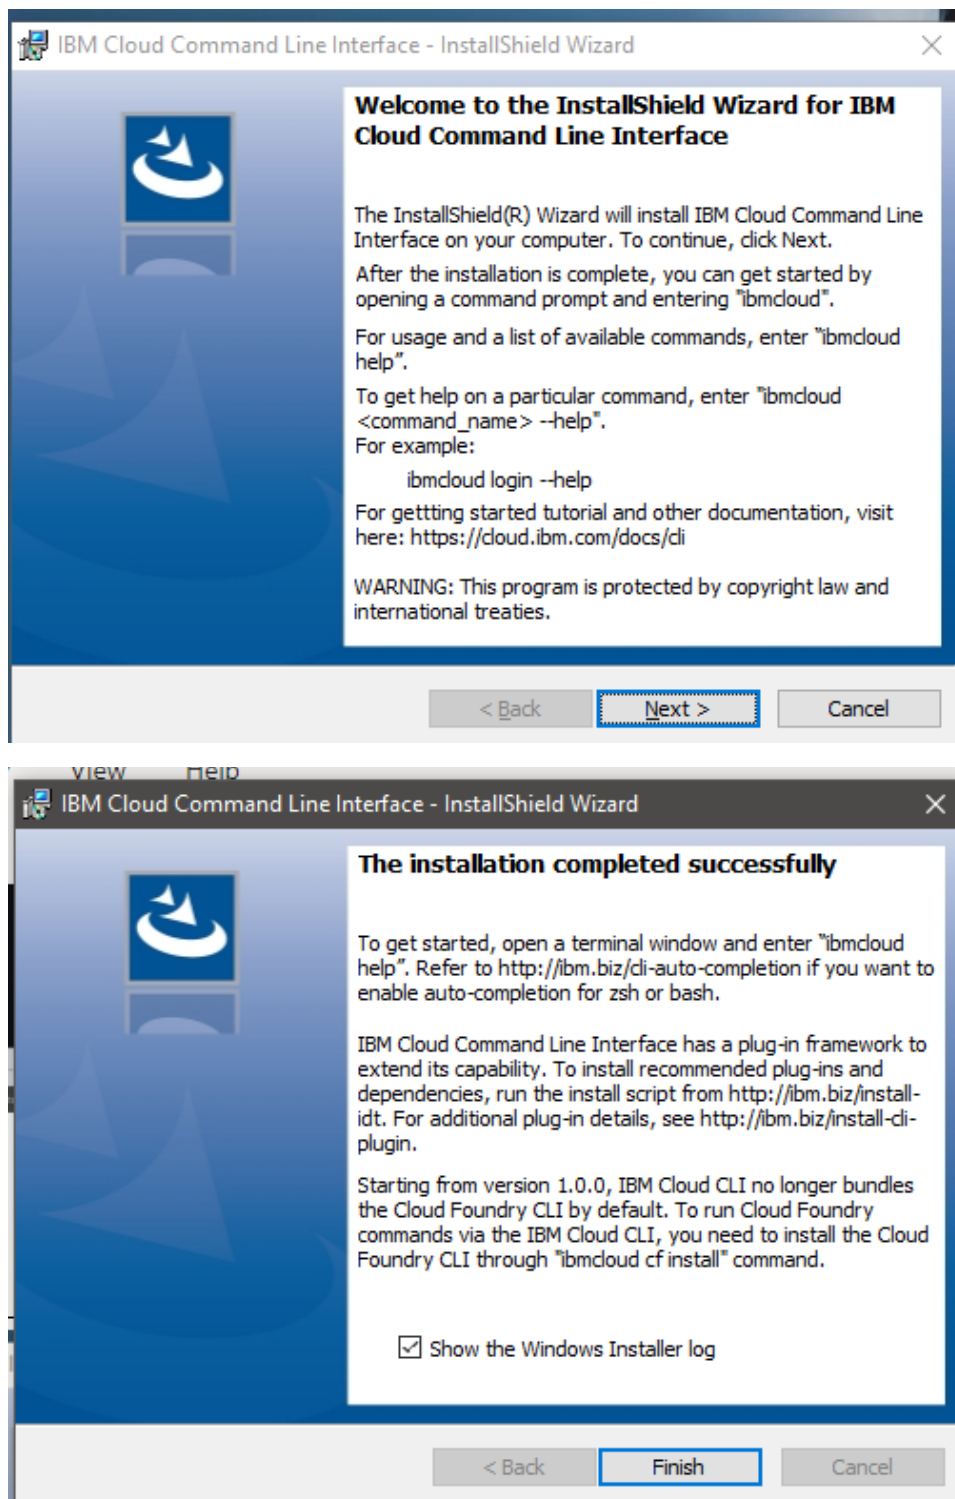 IBM Cloud Command Line Interface - InstallShield Wizard
Welcome to the InstallShield Wizard for IBM
Cloud Command Line Interface
The InstallShield(R) Wizard will install IBM Cloud Command Line
Interface on your computer. To continue, click Next.
After the installation is complete, you can get started by
opening a command prompt and entering "ibmcloud".
For usage and a list of available commands, enter “ibmcloud
help”.
To get help on a particular command, enter "ibmcloud
<command_name> --help".
For example:
ibmcloud login --help
For gettting started tutorial and other documentation, visit
here: https://cloud.ibm.com/docs/cli
WARNING: This program is protected by copyright law and
international treaties.
< Back Next > Cancel
View Help
IBM Cloud Command Line Interface - InstallShield Wizard
The installation completed successfully
To get started, open a terminal window and enter “ibmcloud
help”. Refer to http://ibm.biz/cli-auto-completion if you want to
enable auto-completion for zsh or bash.
IBM Cloud Command Line Interface has a plug-in framework to
extend its capability. To install recommended plug-ins and
dependencies, run the install script from http://ibm.biz/install-
idt. For additional plug-in details, see http://ibm.biz/install-cli-
plugin.
Starting from version 1.0.0, IBM Cloud CLI no longer bundles
the Cloud Foundry CLI by default. To run Cloud Foundry
commands via the IBM Cloud CLI, you need to install the Cloud
Foundry CLI through "ibmcloud cf install" command.
Show the Windows Installer log
< Back Finish Cancel